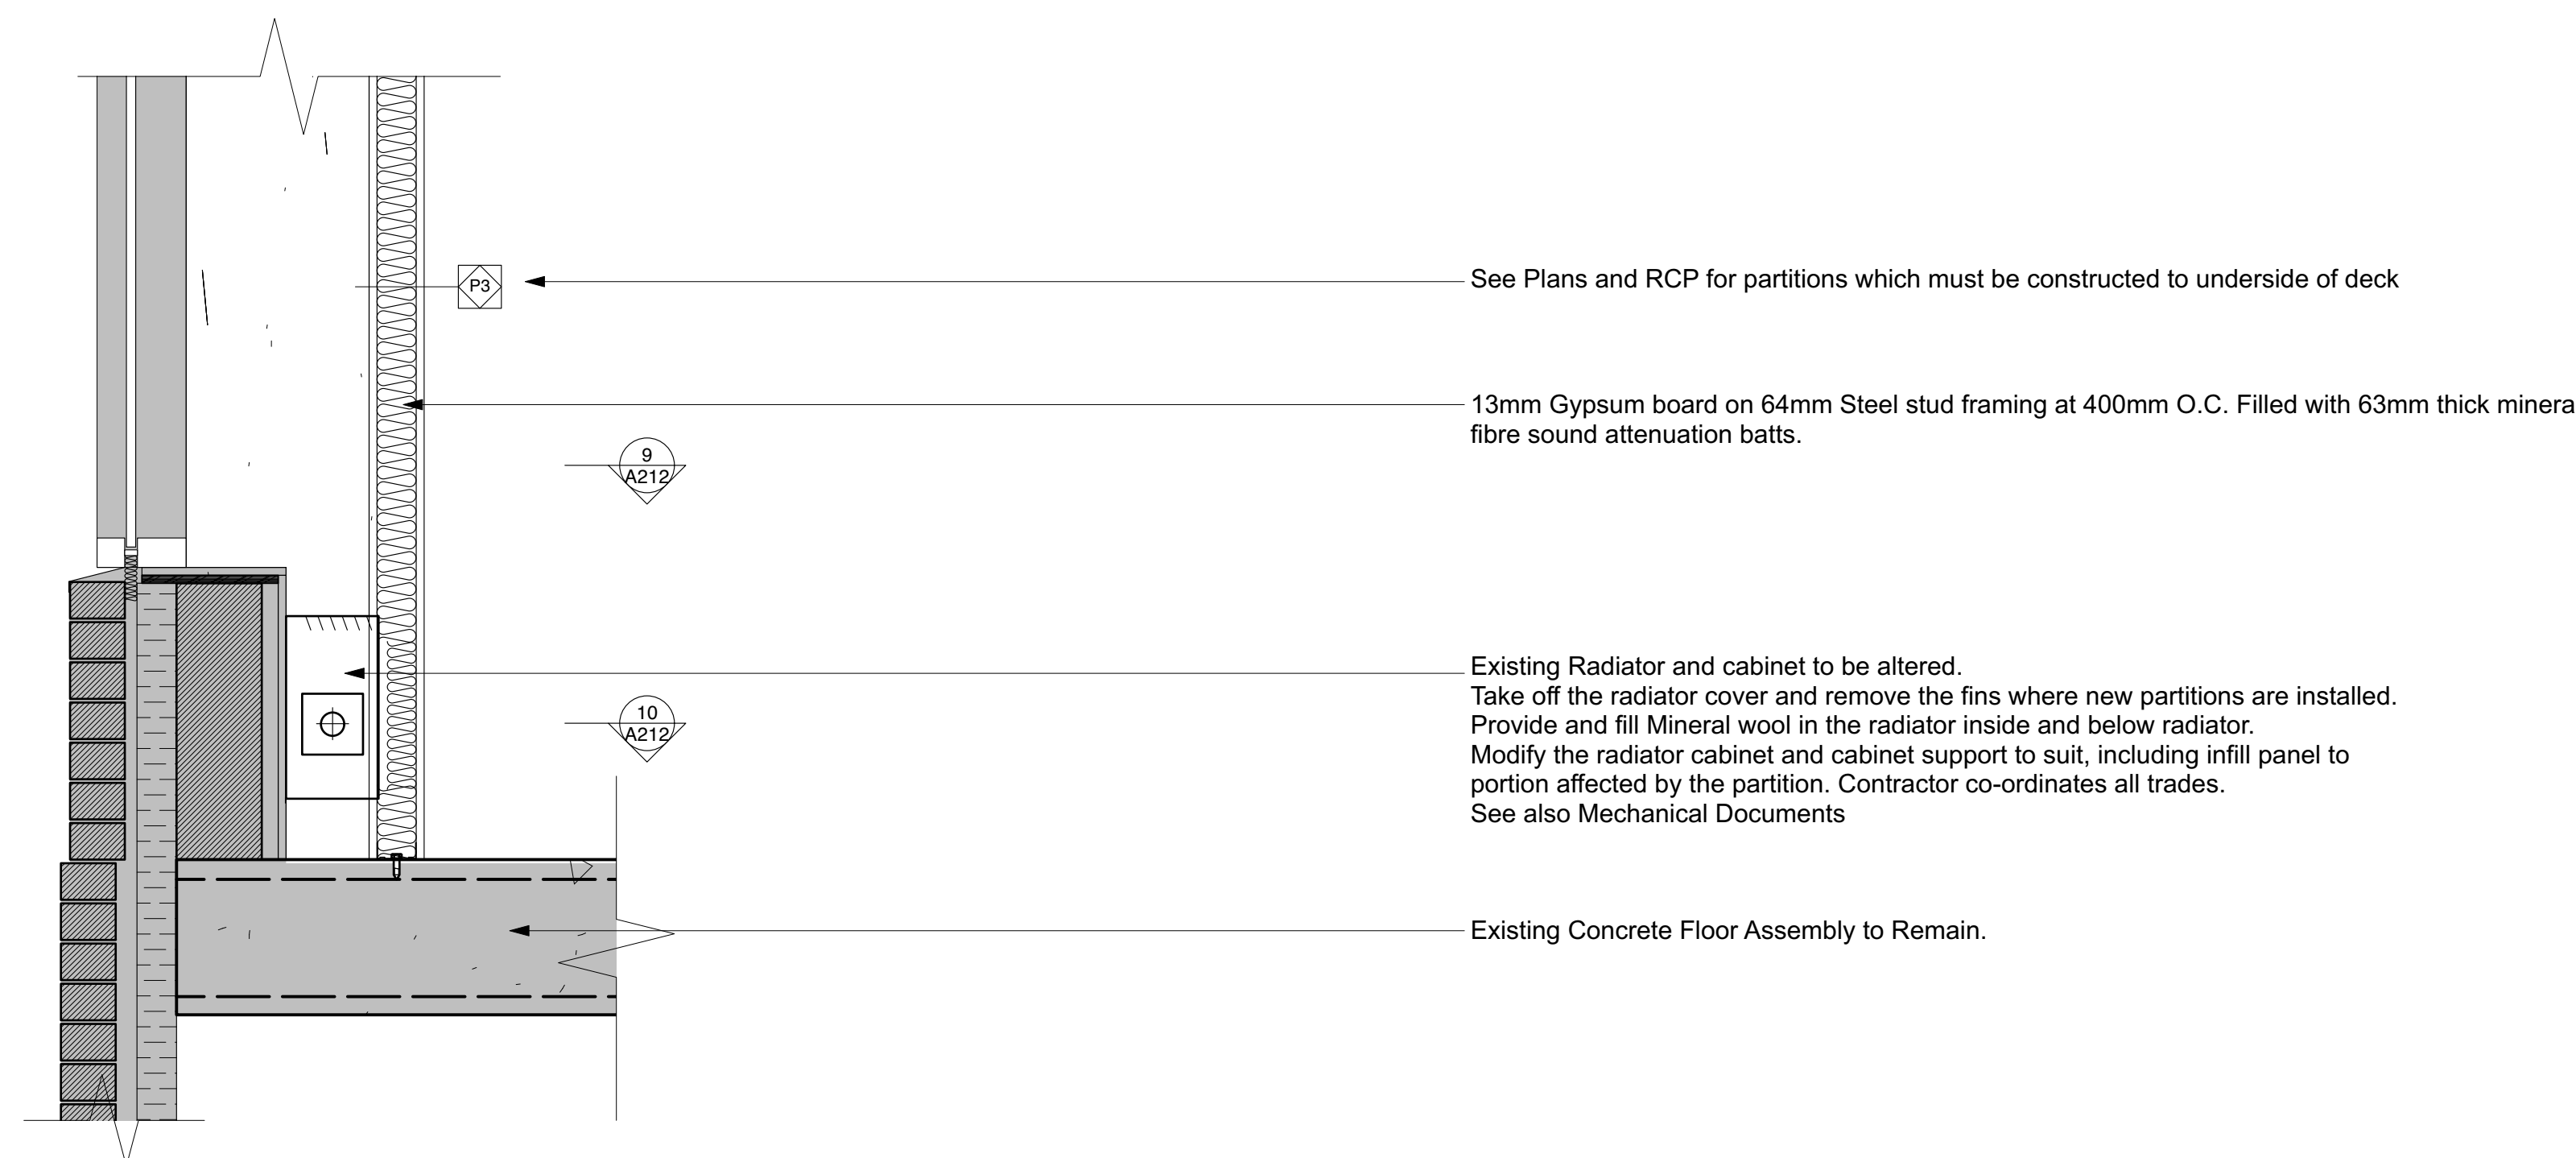 See Plans and RCP for partitions which must be constructed to underside of deck
P3
13mm Gypsum board on 64mm Steel stud framing at 400mm O.C. Filled with 63mm thick minera
fibre sound attenuation batts.
9
A212
Existing Radiator and cabinet to be altered.
Take off the radiator cover and remove the fins where new partitions are installed.
Provide and fill Mineral wool in the radiator inside and below radiator.
Modify the radiator cabinet and cabinet support to suit, including infill panel to
portion affected by the partition. Contractor co-ordinates all trades.
See also Mechanical Documents
10
A212
Existing Concrete Floor Assembly to Remain.